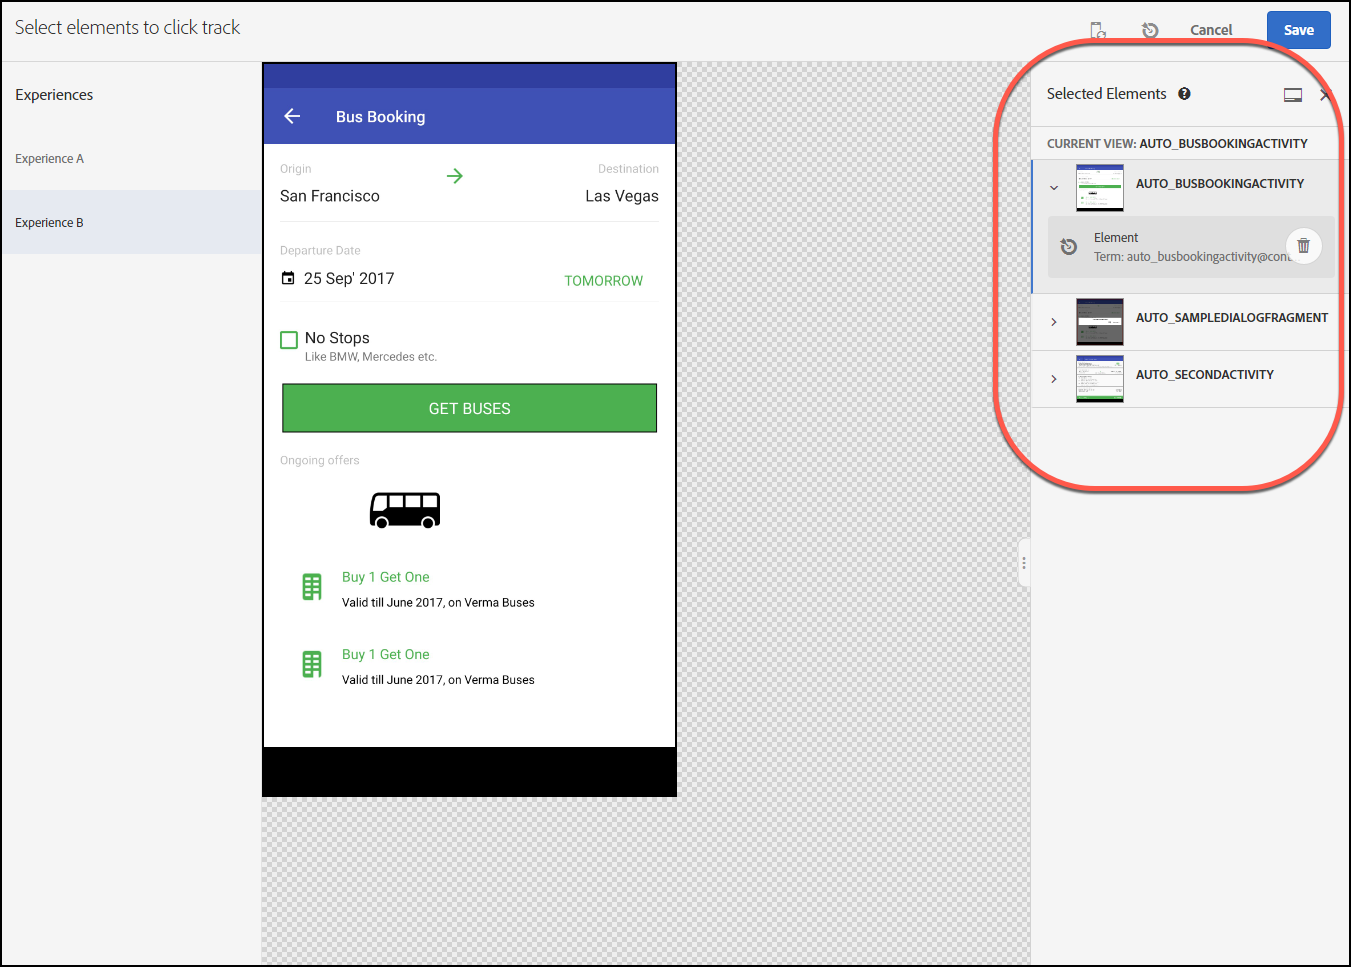 Select elements to click track
Cancel
Save
Experiences
Experience A
Experience B
Bus Booking
Origin
Destination
San Francisco
Las Vegas
Departure Date
25 Sep' 2017
TOMORROW
No Stops
Like BMW, Mercedes etc.
GET BUSES
Ongoing offers
Buy 1 Get One
Valid till June 2017, on Verma Buses
Buy 1 Get One
Valid till June 2017, on Verma Buses
Selected Elements
CURRENT VIEW: AUTO_BUSBOOKINGACTIVITY
AUTO_BUSBOOKINGACTIVITY
Element
Term: auto_busbookingactivity@con
AUTO_SAMPLEDIALOGFRAGMENT
AUTO_SECONDACTIVITY